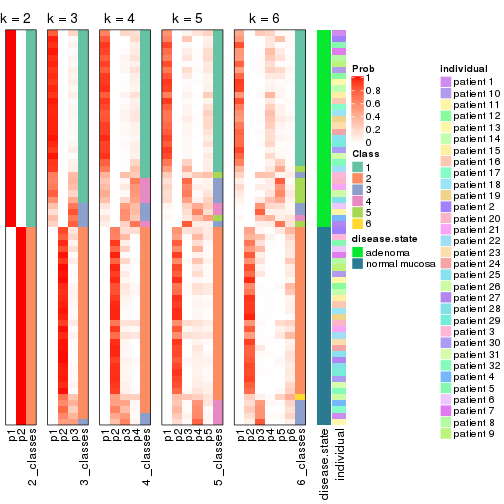 k = 2 k = 3 k = 4 k = 5 k = 6
Prob
1
0.8
0.6
0.4
0.2
0
Class
1
2
3
4
5
6
disease.state
adenoma
normal mucosa
individual
patient 1
patient 10
patient 11
patient 12
patient 13
patient 14
patient 15
patient 16
patient 17
patient 18
patient 19
patient 2
patient 20
patient 21
patient 22
patient 23
patient 24
patient 25
patient 26
patient 27
patient 28
patient 29
patient 3
patient 30
patient 31
patient 32
patient 4
patient 5
patient 6
patient 7
patient 8
patient 9
p1
p2
2_classes
p1
p2
p3
3_classes
p1
p2
p3
p4
4_classes
p1
p2
p3
p4
p5
5_classes
p1
p2
p3
p4
p5
p6
6_classes
disease.state
individual